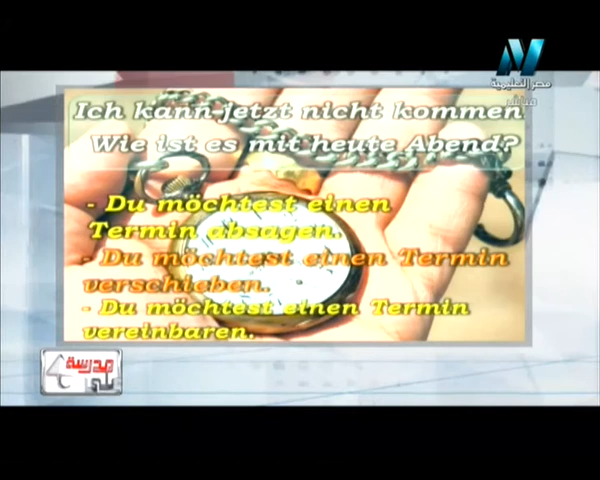 مصر التعليمية
مباشر
Ich kann jetzt nicht kommen
Wie ist es mit heute Abend?
- Du möchtest einen
Termin absagen.
- Du möchtest einen Termin
verschieben.
- Du möchtest einen Termin
vereinbaren.
مدرسة